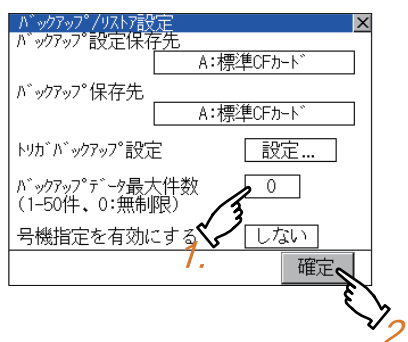 バックアップ/リストア設定
バックアップ設定保存先
A:標準CFカード
バックアップ保存先
A:標準CFカード
トリガバックアップ設定
設定...
バックアップデータ最大件数
0
(1-50件、0:無制限)
号機指定を有効にする
しない
1.
確定
2